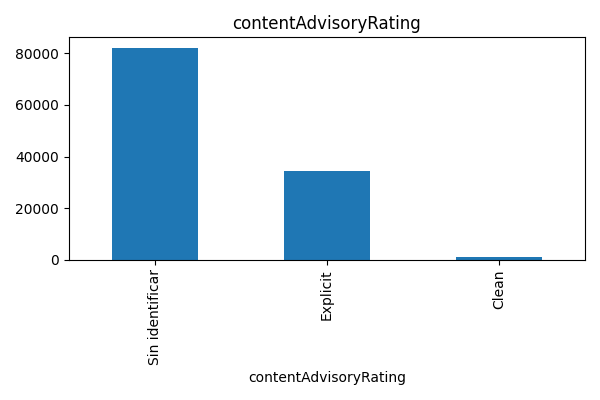 contentAdvisoryRating
80000
60000
40000
20000
0
Sin identificar
Explicit
Clean
contentAdvisoryRating